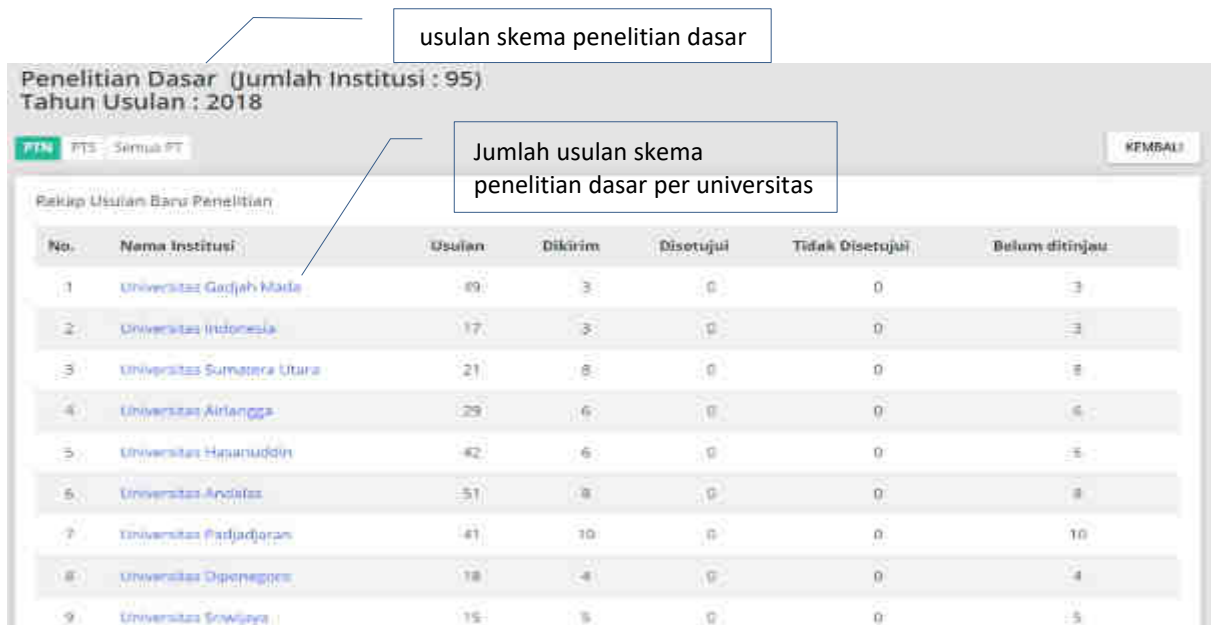 usulan skema penelitian dasar
Penelitian Dasar (Jumlah Institusi : 95)
Tahun Usulan : 2018
Jumlah usulan skema
penelitian dasar per universitas
PTN PTS Semua PT KEMBALI
Rekap Usulan Baru Penelitian
No. Nama Institusi Usulan Dikirim Disetujui Tidak Disetujui Belum ditinjau
1 Universitas Gadjah Mada 49 3 0 0 3
2 Universitas Indonesia 17 3 0 0 3
3 Universitas Sumatera Utara 21 8 0 0 8
4 Universitas Airlangga 29 6 0 0 6
5 Universitas Hasanuddin 42 6 0 0 6
6 Universitas Andalas 51 8 0 0 8
7 Universitas Padjadjaran 41 10 0 0 10
8 Universitas Diponegoro 18 4 0 0 4
9 Universitas Sriwijaya 15 5 0 0 5